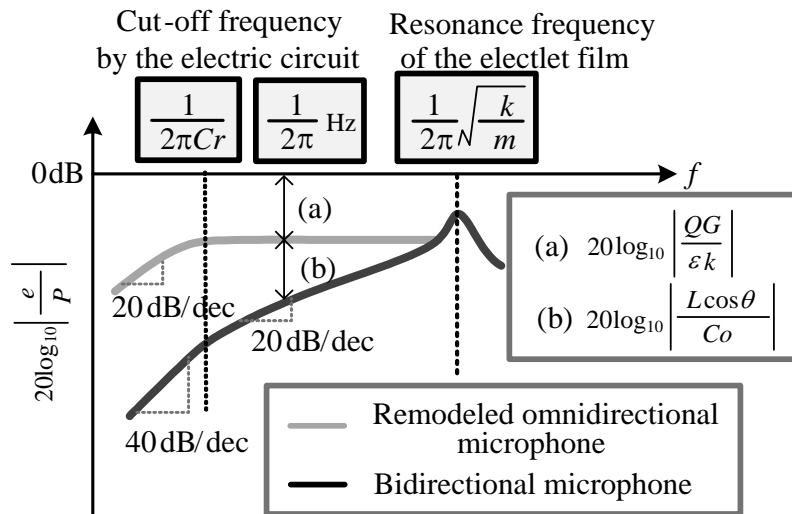 Cut-off frequency
by the electric circuit
Resonance frequency
of the electlet film
1/2πCr
1/2π Hz
1/2π √k/m
0 dB
f
(a)
(b)
20log₁₀|e/P|
20 dB/dec
20 dB/dec
40 dB/dec
(a) 20log₁₀|QG/εk|
(b) 20log₁₀|Lcosθ/Co|
Remodeled omnidirectional
microphone
Bidirectional microphone